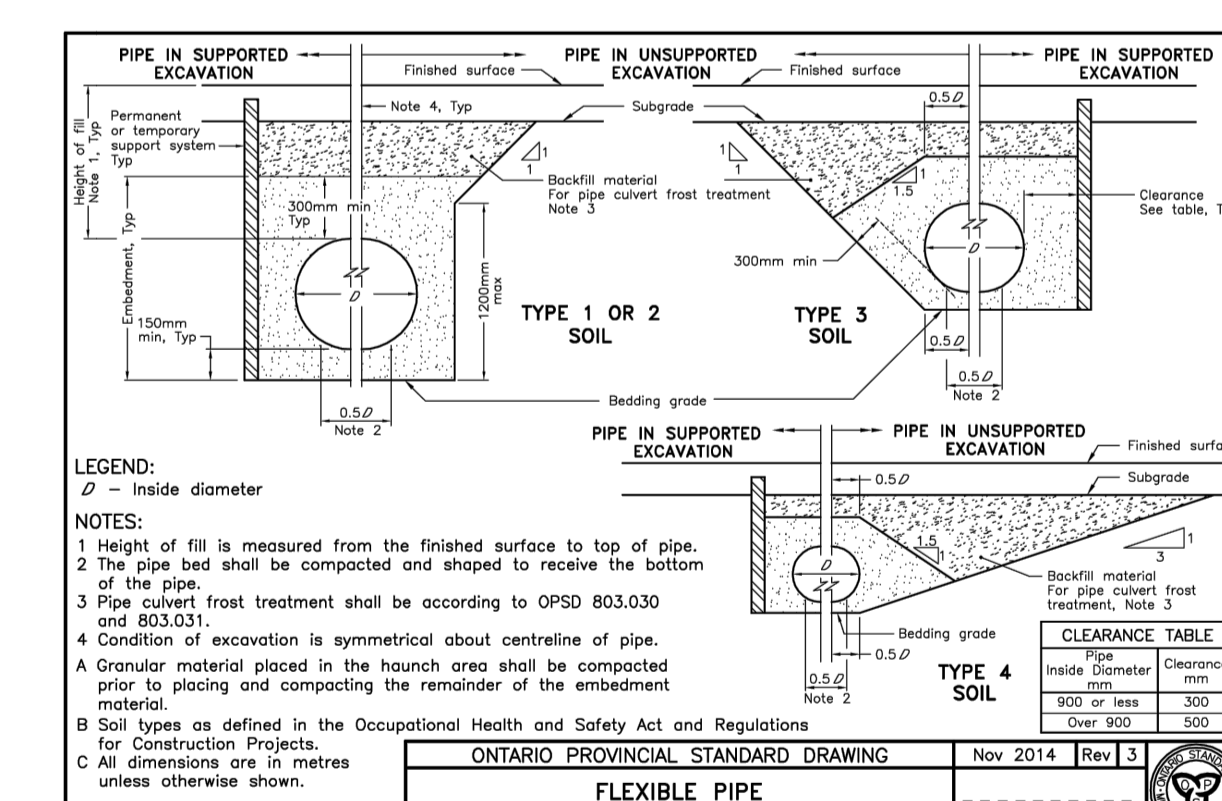 PIPE IN SUPPORTED
EXCAVATION
PIPE IN UNSUPPORTED
EXCAVATION
PIPE IN SUPPORTED
EXCAVATION
Finished surface
Finished surface
Note 4, Typ
Subgrade
0.5D
Height of fill
Note 1, Typ
Permanent
or temporary
support system
Typ
1
1
1
1
Backfill material
For pipe culvert frost treatment
Note 3
1
1.5
Clearance
See table, T
300mm min
Typ
Embedment, Typ
300mm min
D
D
1200mm
max
TYPE 1 OR 2
SOIL
TYPE 3
SOIL
150mm
min, Typ
0.5D
0.5D
Note 2
Bedding grade
0.5D
Note 2
PIPE IN SUPPORTED
EXCAVATION
PIPE IN UNSUPPORTED
EXCAVATION
Finished surfa
Subgrade
0.5D
1.5
1
1
3
D
Backfill material
For pipe culvert frost
treatment, Note 3
Bedding grade
0.5D
0.5D
Note 2
TYPE 4
SOIL
LEGEND:
D – Inside diameter
NOTES:
1 Height of fill is measured from the finished surface to top of pipe.
2 The pipe bed shall be compacted and shaped to receive the bottom
of the pipe.
3 Pipe culvert frost treatment shall be according to OPSD 803.030
and 803.031.
4 Condition of excavation is symmetrical about centreline of pipe.
A Granular material placed in the haunch area shall be compacted
prior to placing and compacting the remainder of the embedment
material.
B Soil types as defined in the Occupational Health and Safety Act and Regulations
for Construction Projects.
C All dimensions are in metres
unless otherwise shown.
CLEARANCE TABLE
Pipe
Inside Diameter
mm
Clearance
mm
900 or less 300
Over 900 500
ONTARIO PROVINCIAL STANDARD DRAWING
Nov 2014 Rev 3
FLEXIBLE PIPE